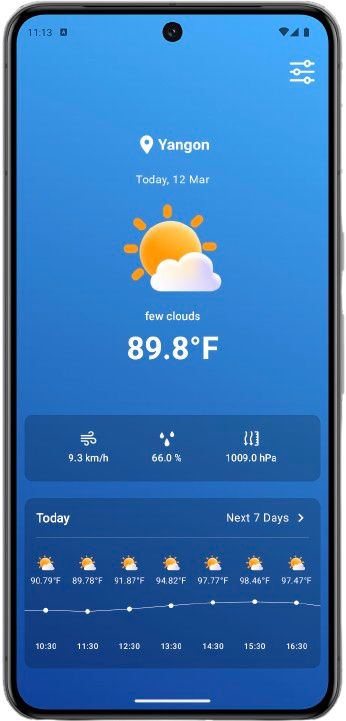 11:13
Yangon
Today, 12 Mar
few clouds
89.8°F
9.3 km/h 66.0 % 1009.0 hPa
Today Next 7 Days
90.79°F 89.78°F 91.87°F 94.82°F 97.77°F 98.46°F 97.47°F
10:30 11:30 12:30 13:30 14:30 15:30 16:30